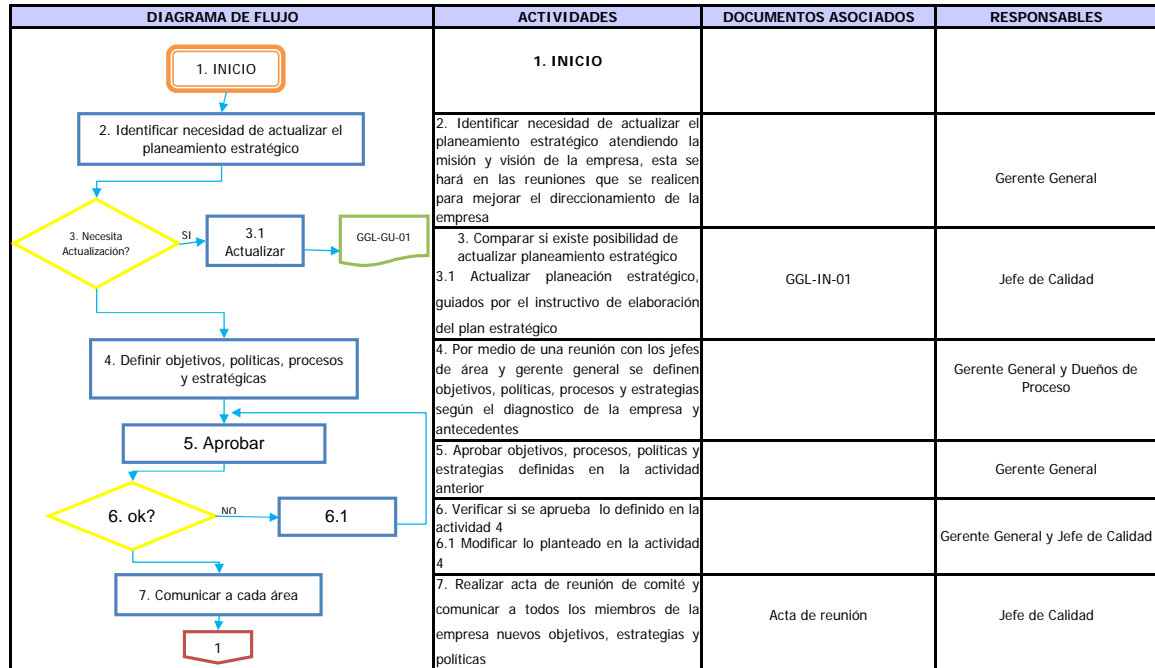 DIAGRAMA DE FLUJO
ACTIVIDADES
DOCUMENTOS ASOCIADOS
RESPONSABLES
1. INICIO
1. INICIO
2. Identificar necesidad de actualizar el
planeamiento estratégico
2. Identificar necesidad de actualizar el
planeamiento estratégico atendiendo la
misión y visión de la empresa, esta se
hará en las reuniones que se realicen
para mejorar el direccionamiento de la
empresa
Gerente General
3. Necesita
Actualización?
SI
3.1
Actualizar
GGL-GU-01
3. Comparar si existe posibilidad de
actualizar planeamiento estratégico
3.1 Actualizar planeación estratégico,
guiados por el instructivo de elaboración
del plan estratégico
GGL-IN-01
Jefe de Calidad
4. Definir objetivos, políticas, procesos
y estratégicas
4. Por medio de una reunión con los jefes
de área y gerente general se definen
objetivos, políticas, procesos y estrategias
según el diagnostico de la empresa y
antecedentes
Gerente General y Dueños de
Proceso
5. Aprobar
5. Aprobar objetivos, procesos, políticas y
estrategias definidas en la actividad
anterior
Gerente General
6. ok?
NO
6.1
6. Verificar si se aprueba lo definido en la
actividad 4
6.1 Modificar lo planteado en la actividad
4
Gerente General y Jefe de Calidad
7. Comunicar a cada área
1
7. Realizar acta de reunión de comité y
comunicar a todos los miembros de la
empresa nuevos objetivos, estrategias y
políticas
Acta de reunión
Jefe de Calidad